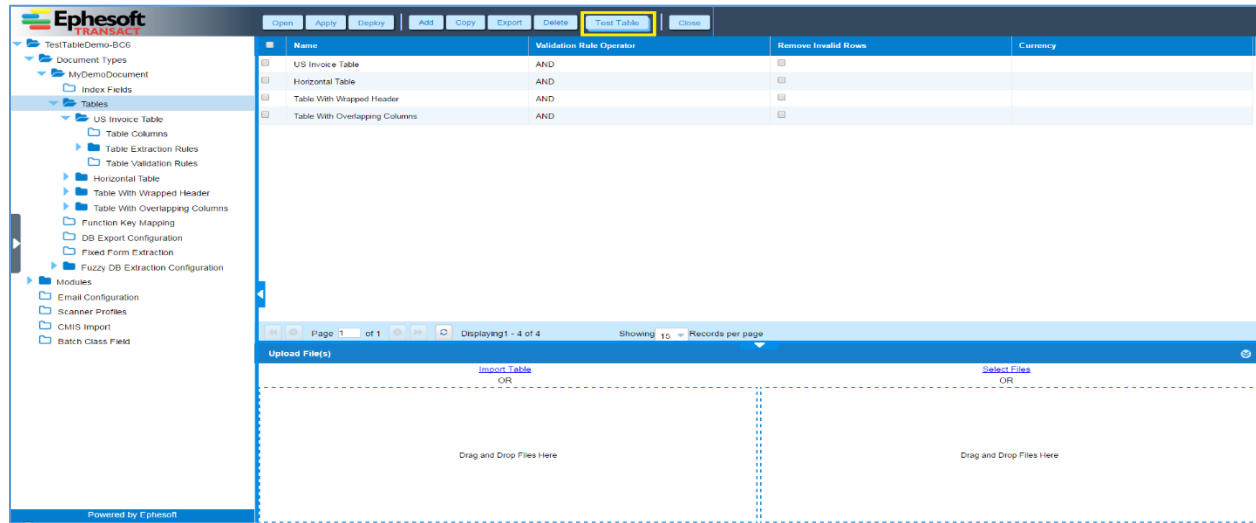 Ephesoft
TRANSACT
Open Apply Deploy Add Copy Export Delete Test Table Close
TestTableDemo-BC6
Document Types
MyDemoDocument
Index Fields
Tables
US Invoice Table
Table Columns
Table Extraction Rules
Table Validation Rules
Horizontal Table
Table With Wrapped Header
Table With Overlapping Columns
Function Key Mapping
DB Export Configuration
Fixed Form Extraction
Fuzzy DB Extraction Configuration
Modules
Email Configuration
Scanner Profiles
CMIS Import
Batch Class Field
Powered by Ephesoft
Name Validation Rule Operator Remove Invalid Rows Currency
US Invoice Table AND
Horizontal Table AND
Table With Wrapped Header AND
Table With Overlapping Columns AND
Page 1 of 1 Displaying1 - 4 of 4 Showing 15 Records per page
Upload File(s)
Import Table Select Files
OR OR
Drag and Drop Files Here Drag and Drop Files Here